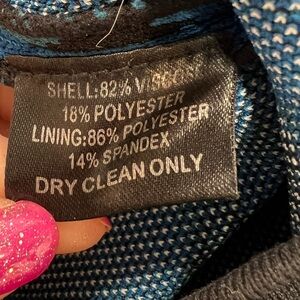 SHELL:82% VISCOSE
18% POLYESTER
LINING:86% POLYESTER
14% SPANDEX
DRY CLEAN ONLY